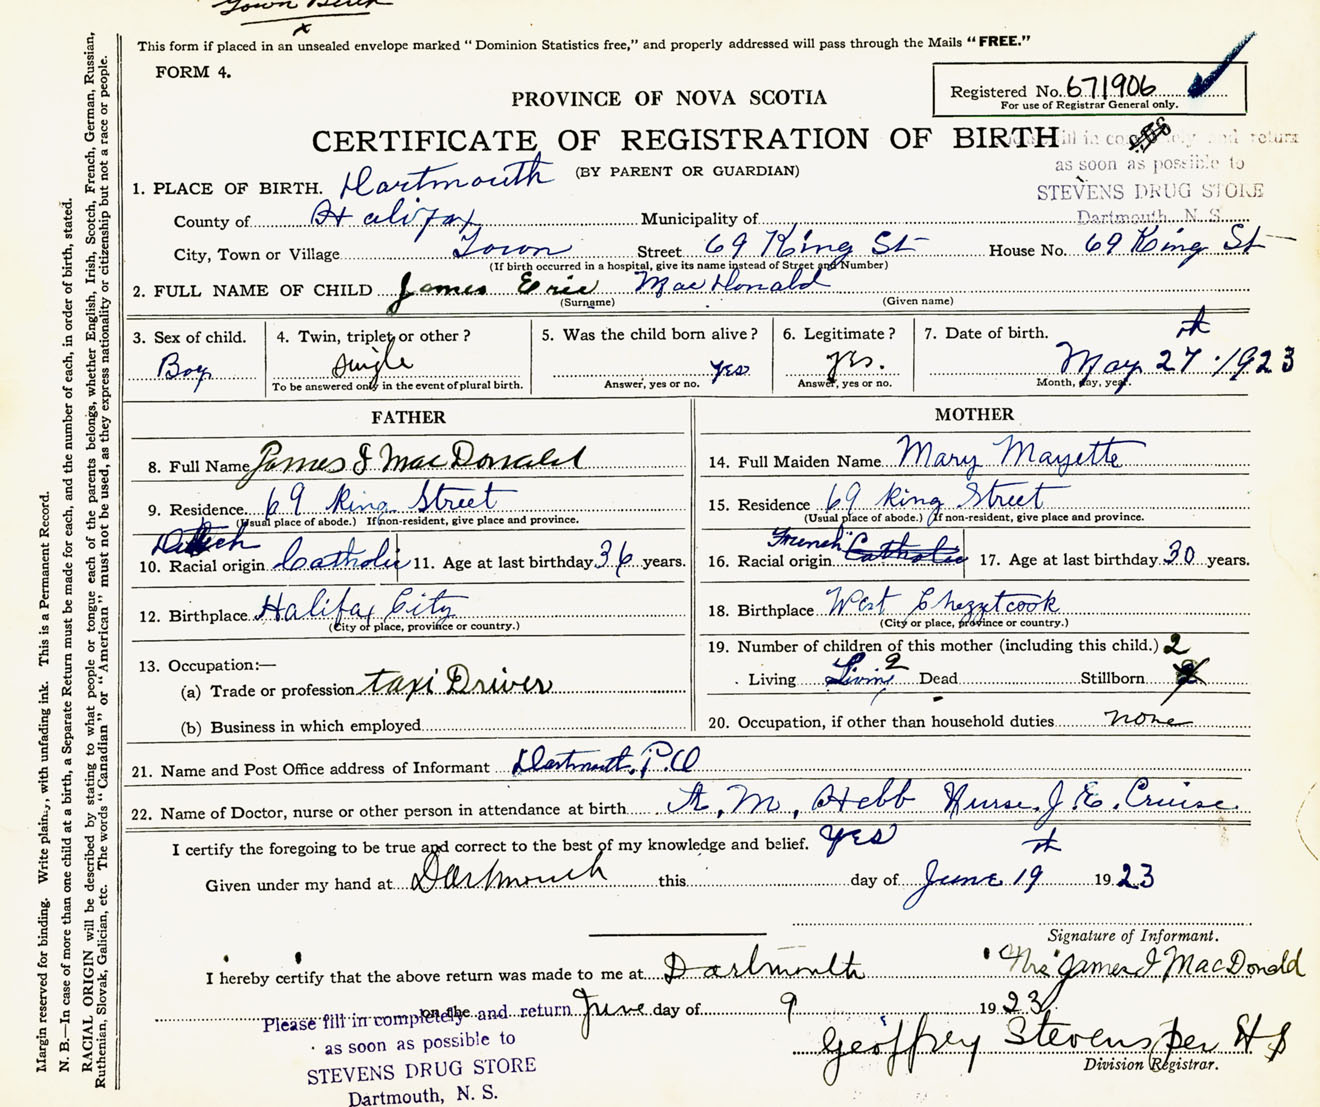 Town Birth
x
This form if placed in an unsealed envelope marked "Dominion Statistics free," and properly addressed will pass through the Mails "FREE."
FORM 4.
Registered No. 671906
For use of Registrar General only.
PROVINCE OF NOVA SCOTIA
CERTIFICATE OF REGISTRATION OF BIRTH
(BY PARENT OR GUARDIAN)
Please fill in completely and return
as soon as possible to
STEVENS DRUG STORE
Dartmouth, N. S.
1. PLACE OF BIRTH. Dartmouth
County of Halifax Municipality of
City, Town or Village Town Street 69 King St House No. 69 King St
(If birth occurred in a hospital, give its name instead of Street and Number)
2. FULL NAME OF CHILD James Eric MacDonald
(Surname) (Given name)
3. Sex of child. Boy
4. Twin, triplet or other? single
To be answered only in the event of plural birth.
5. Was the child born alive? Yes
Answer, yes or no.
6. Legitimate? yes.
Answer, yes or no.
7. Date of birth. May 27th 1923
Month, day, year.
FATHER
8. Full Name James J MacDonald
9. Residence 69 King Street
(Usual place of abode.) If non-resident, give place and province.
10. Racial origin Catholic 11. Age at last birthday 36 years.
12. Birthplace Halifax City
(City or place, province or country.)
13. Occupation:—
(a) Trade or profession taxi Driver
(b) Business in which employed
MOTHER
14. Full Maiden Name Mary Mayette
15. Residence 69 King Street
(Usual place of abode.) If non-resident, give place and province.
French
16. Racial origin Catholic 17. Age at last birthday 30 years.
18. Birthplace West Chezzetcook
(City or place, province or country.)
19. Number of children of this mother (including this child.) 2
Living Living 2 Dead Stillborn
20. Occupation, if other than household duties none
21. Name and Post Office address of Informant Dartmouth P.O
22. Name of Doctor, nurse or other person in attendance at birth M, Hebb Nurse, J. E. Cruise
I certify the foregoing to be true and correct to the best of my knowledge and belief. YES
Given under my hand at Dartmouth this day of June 19th 1923
Signature of Informant.
I hereby certify that the above return was made to me at Dartmouth Mrs James J MacDonald
on the June day of 9 1923
Please fill in completely and return
as soon as possible to
STEVENS DRUG STORE
Dartmouth, N. S.
Geoffrey Stevens per HS
Division Registrar.
Margin reserved for binding. Write plainly, with unfading ink. This is a Permanent Record.
N. B.—In case of more than one child at a birth, a Separate Return must be made for each, and the number of each, in order of birth, stated.
RACIAL ORIGIN will be described by stating to what people or tongue each of the parents belongs, whether English, Irish, Scotch, French, German, Russian,
Ruthenian, Slovak, Galician, etc. The words "Canadian" or "American" must not be used, as they express nationality or citizenship but not a race or people.